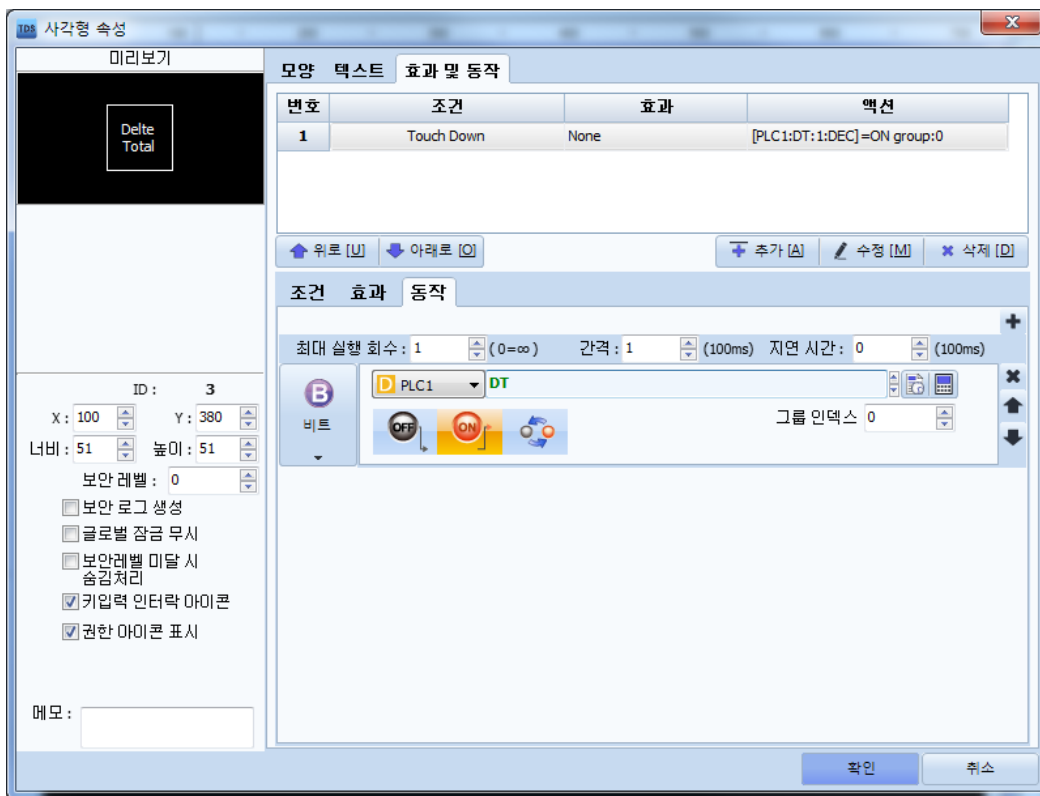 TDS 사각형 속성
미리보기
Delte
Total
모양 텍스트 효과 및 동작
번호 조건 효과 액션
1 Touch Down None [PLC1:DT:1:DEC]=ON group:0
위로 [U] 아래로 [O] 추가 [A] 수정 [M] 삭제 [D]
조건 효과 동작
최대 실행 회수 : 1 ( 0=∞ ) 간격 : 1 (100ms) 지연 시간 : 0 (100ms)
B
비트
D PLC1 DT
OFF ON
그룹 인덱스 0
ID : 3
X : 100 Y : 380
너비 : 51 높이 : 51
보안 레벨 : 0
보안 로그 생성
글로벌 잠금 무시
보안레벨 미달 시
숨김처리
키입력 인터락 아이콘
권한 아이콘 표시
메모 :
확인 취소